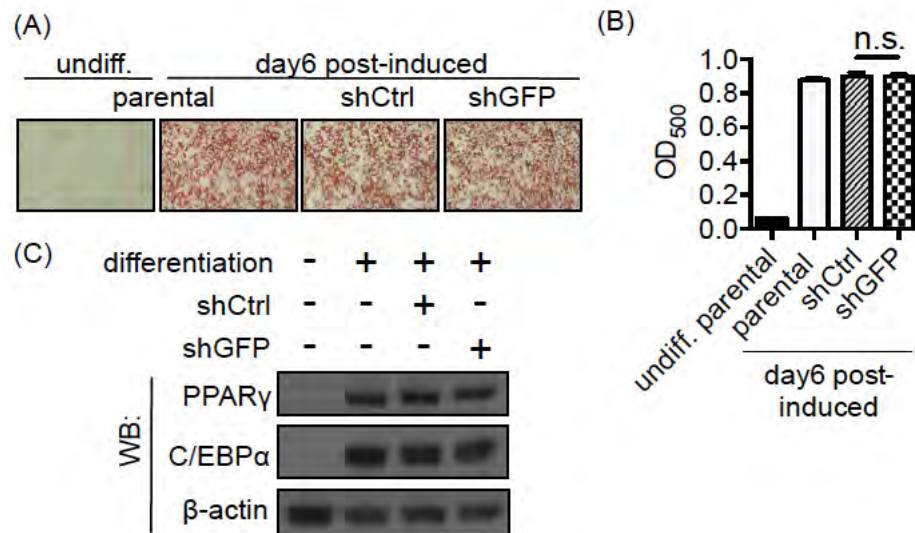 (A)
undiff. day6 post-induced
parental shCtrl shGFP
(B)
n.s.
OD500
1.0
0.8
0.6
0.4
0.2
0.0
undiff. parental
parental
shCtrl
shGFP
day6 post-
induced
(C)
differentiation - + + +
shCtrl - - + -
shGFP - - - +
WB:
PPARγ
C/EBPα
β-actin